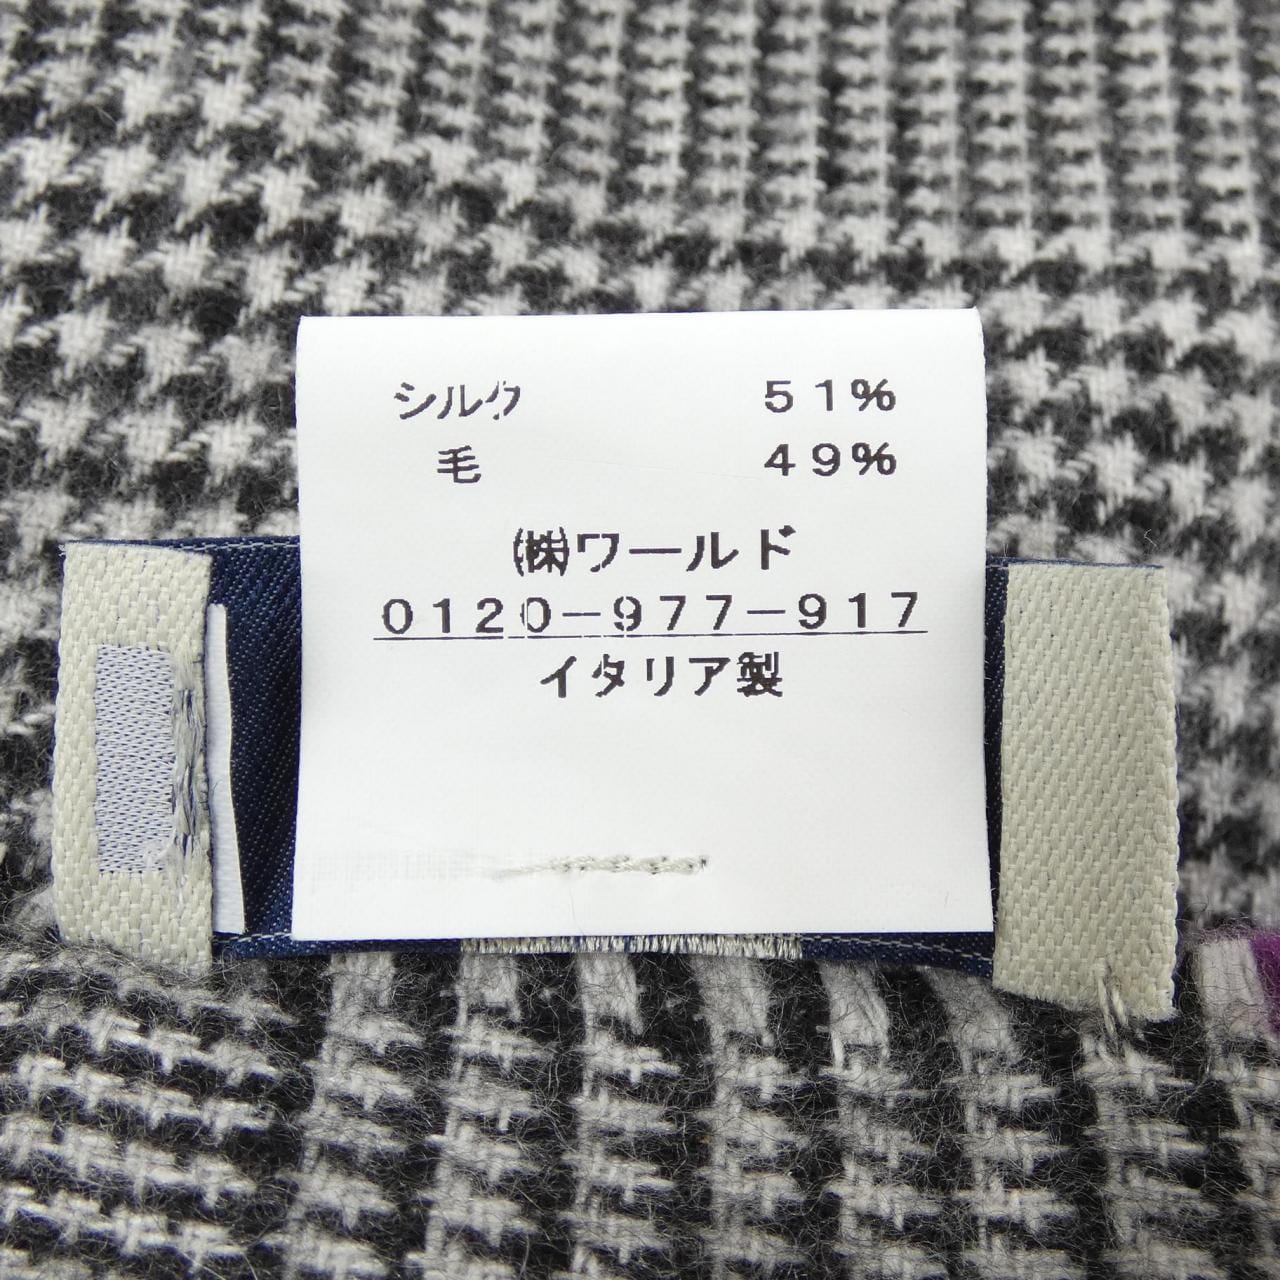 シルク 51%
毛 49%
㈱ワールド
0120-977-917
イタリア製